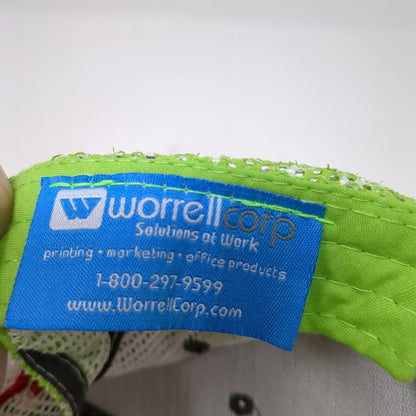 worrellcorp
Solutions at Work
printing • marketing • office products
1-800-297-9599
www.WorrellCorp.com